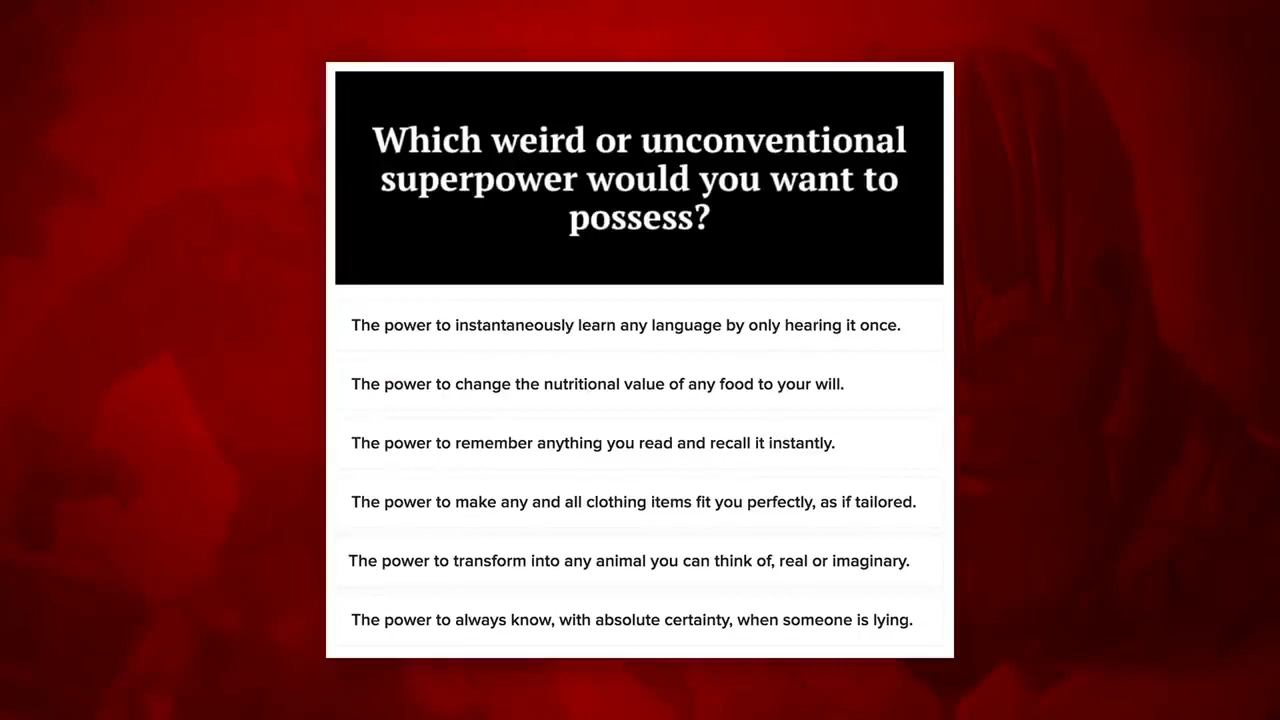 Which weird or unconventional
superpower would you want to
possess?
The power to instantaneously learn any language by only hearing it once.
The power to change the nutritional value of any food to your will.
The power to remember anything you read and recall it instantly.
The power to make any and all clothing items fit you perfectly, as if tailored.
The power to transform into any animal you can think of, real or imaginary.
The power to always know, with absolute certainty, when someone is lying.